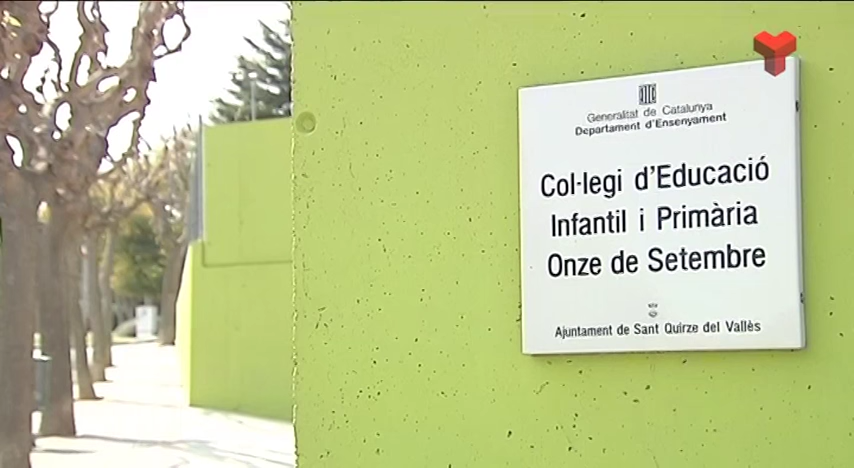 Generalitat de Catalunya
Departament d'Ensenyament
Col·legi d'Educació
Infantil i Primària
Onze de Setembre
Ajuntament de Sant Quirze del Vallès